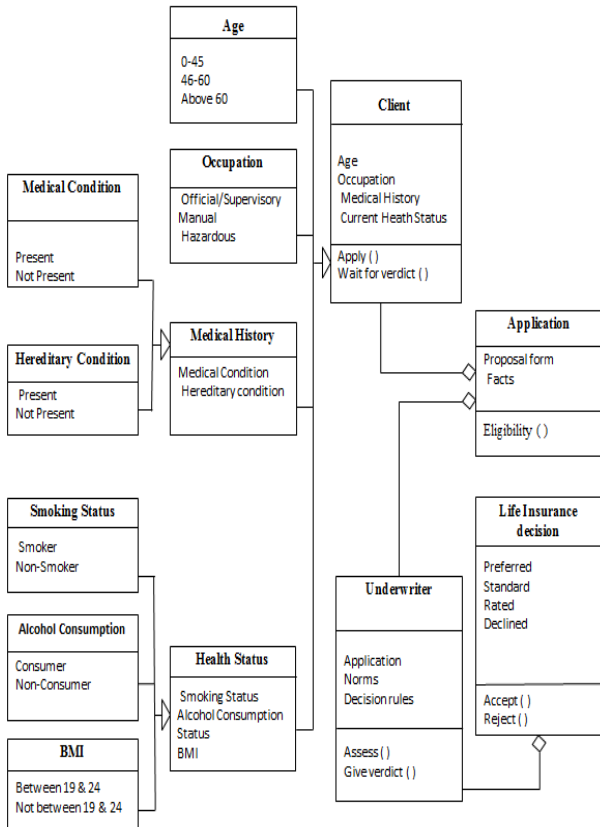 Age
0-45
46-60
Above 60
Client
Age
Occupation
Medical History
Current Heath Status
Apply ( )
Wait for verdict ( )
Occupation
Official/Supervisory
Manual
Hazardous
Medical Condition
Present
Not Present
Hereditary Condition
Present
Not Present
Medical History
Medical Condition
Hereditary condition
Application
Proposal form
Facts
Eligibility ( )
Smoking Status
Smoker
Non-Smoker
Alcohol Consumption
Consumer
Non-Consumer
BMI
Between 19 & 24
Not between 19 & 24
Health Status
Smoking Status
Alcohol Consumption
Status
BMI
Underwriter
Application
Norms
Decision rules
Assess ( )
Give verdict ( )
Life Insurance
decision
Preferred
Standard
Rated
Declined
Accept ( )
Reject ( )